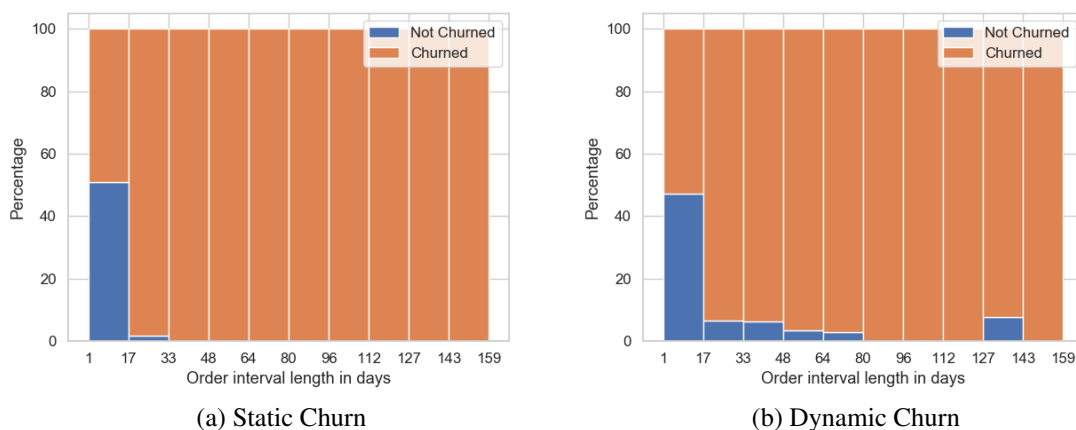 100
80
60
40
20
0
Percentage
Not Churned
Churned
1 17 33 48 64 80 96 112 127 143 159
Order interval length in days
(a) Static Churn
100
80
60
40
20
0
Percentage
Not Churned
Churned
1 17 33 48 64 80 96 112 127 143 159
Order interval length in days
(b) Dynamic Churn